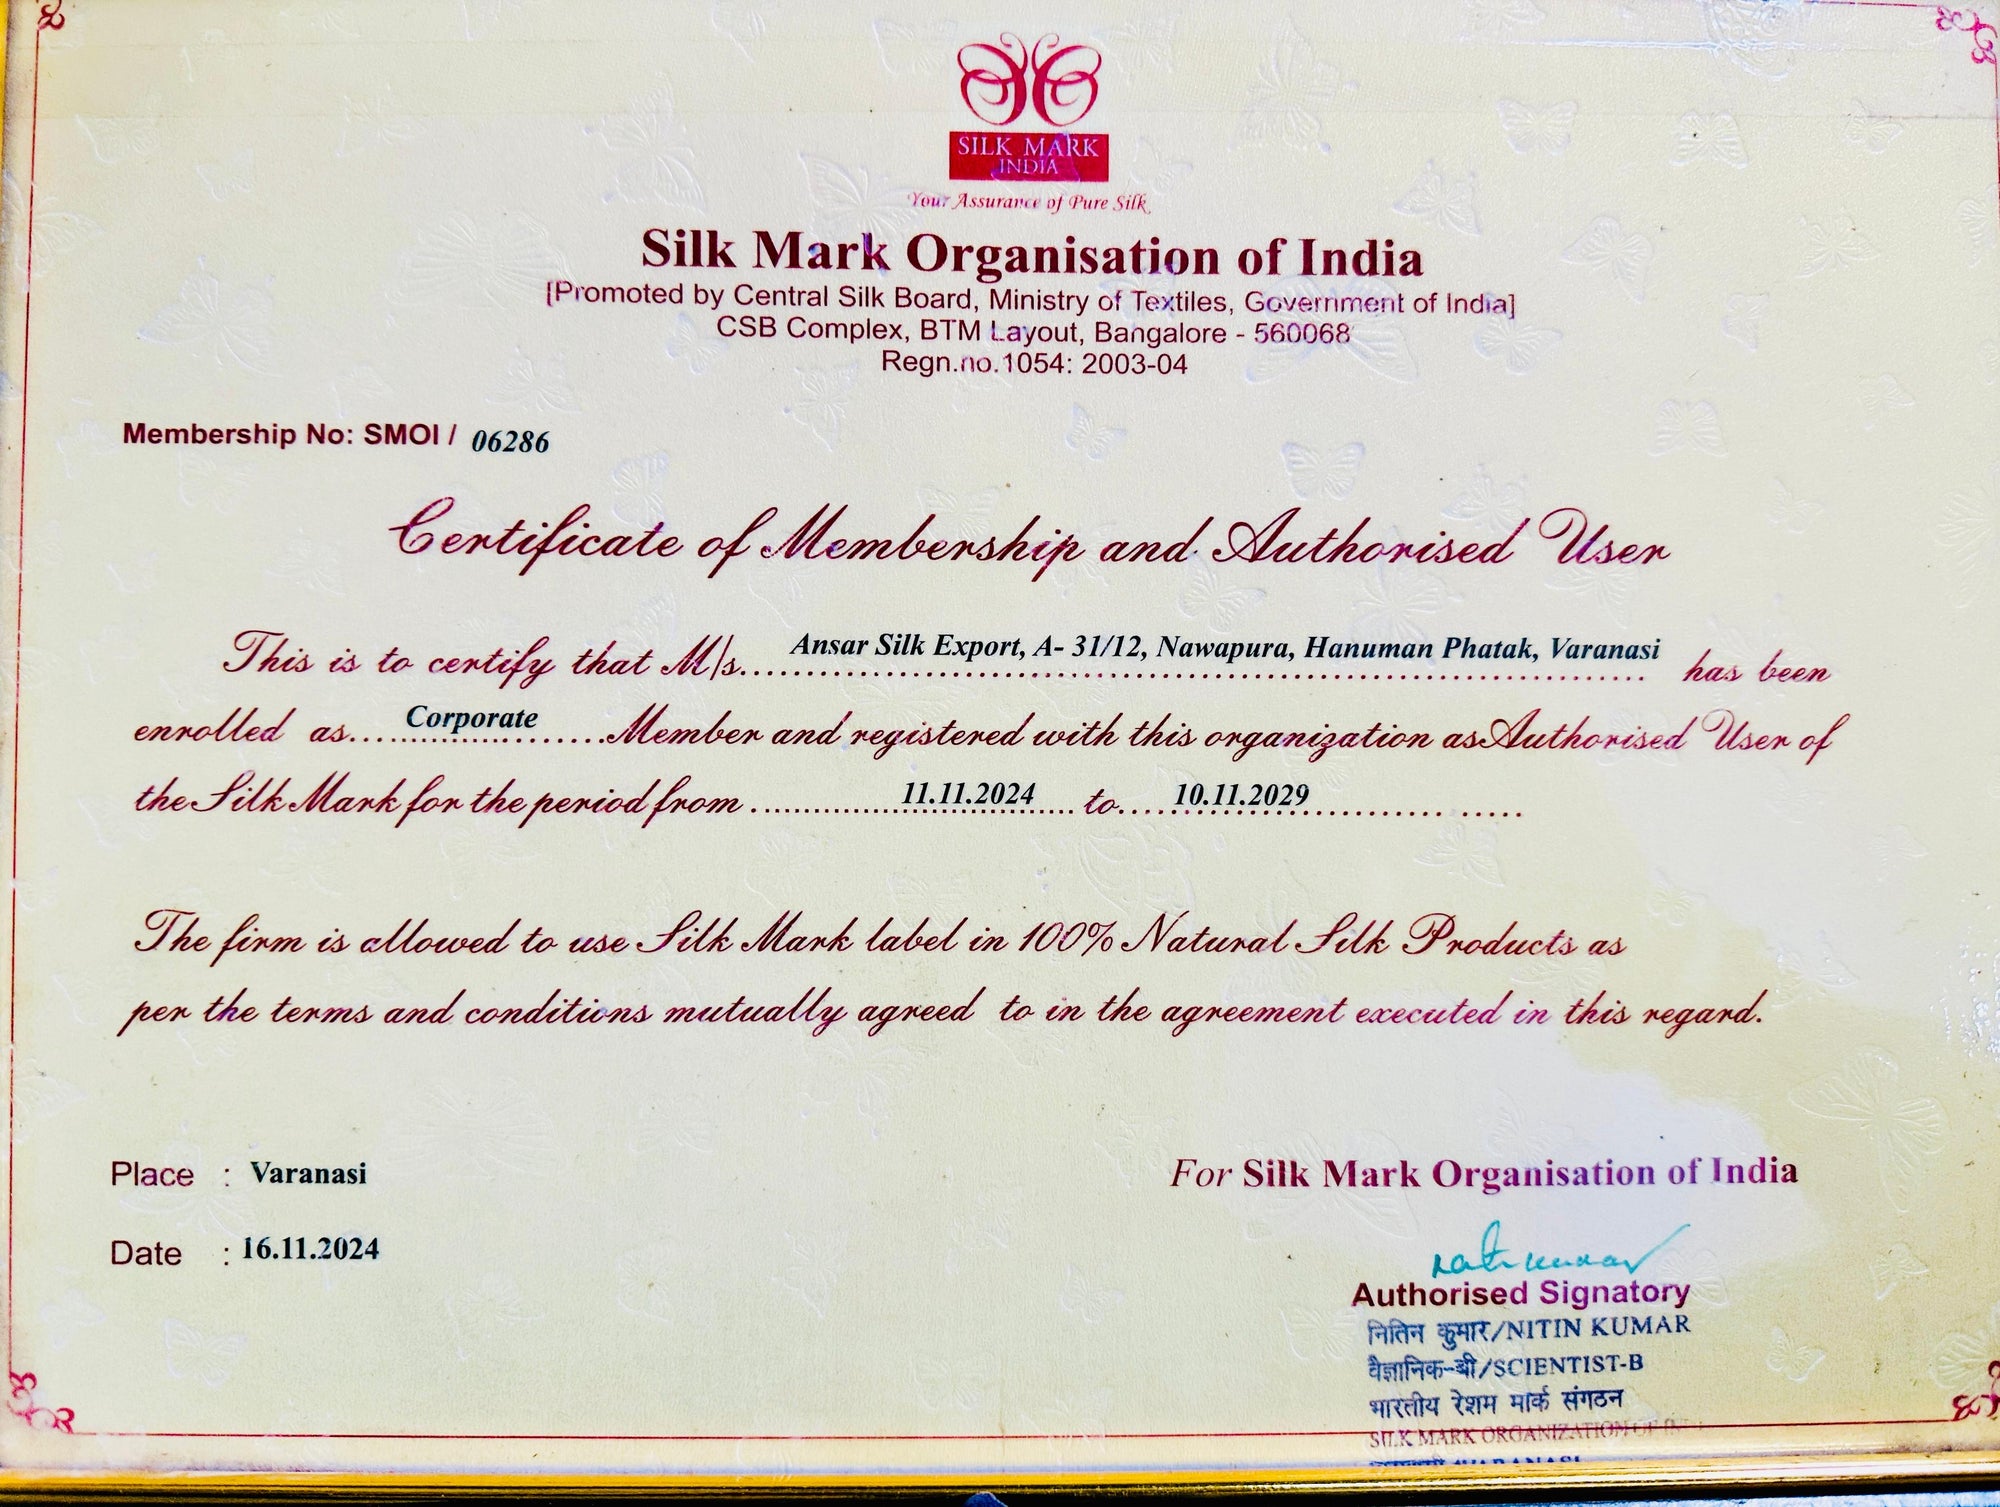 SILK MARK
INDIA
Your Assurance of Pure Silk
Silk Mark Organisation of India
[Promoted by Central Silk Board, Ministry of Textiles, Government of India]
CSB Complex, BTM Layout, Bangalore - 560068
Regn.no.1054: 2003-04
Membership No: SMOI / 06286
Certificate of Membership and Authorised User
This is to certify that M/s. Ansar Silk Export, A- 31/12, Nawapura, Hanuman Phatak, Varanasi has been
enrolled as Corporate Member and registered with this organization as Authorised User of
the Silk Mark for the period from 11.11.2024 to 10.11.2029
The firm is allowed to use Silk Mark label in 100% Natural Silk Products as
per the terms and conditions mutually agreed to in the agreement executed in this regard.
Place : Varanasi
For Silk Mark Organisation of India
Date : 16.11.2024
Authorised Signatory
नितिन कुमार/NITIN KUMAR
वैज्ञानिक-बी/SCIENTIST-B
भारतीय रेशम मार्क संगठन
SILK MARK ORGANIZATION OF
VARANASI